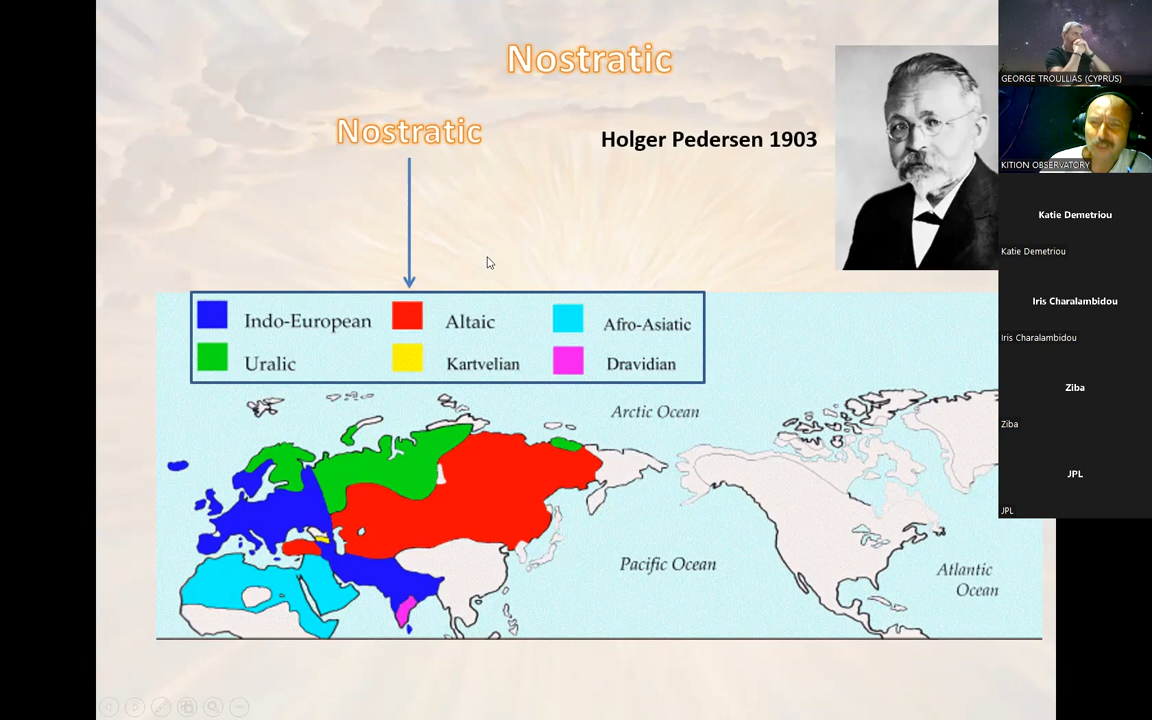 Nostratic
Nostratic
Holger Pedersen 1903
Indo-European
Altaic
Afro-Asiatic
Uralic
Kartvelian
Dravidian
Arctic Ocean
Pacific Ocean
Atlantic
Ocean
GEORGE TROULLIAS (CYPRUS)
KITION OBSERVATORY
Katie Demetriou
Katie Demetriou
Iris Charalambidou
Iris Charalambidou
Ziba
Ziba
JPL
JPL